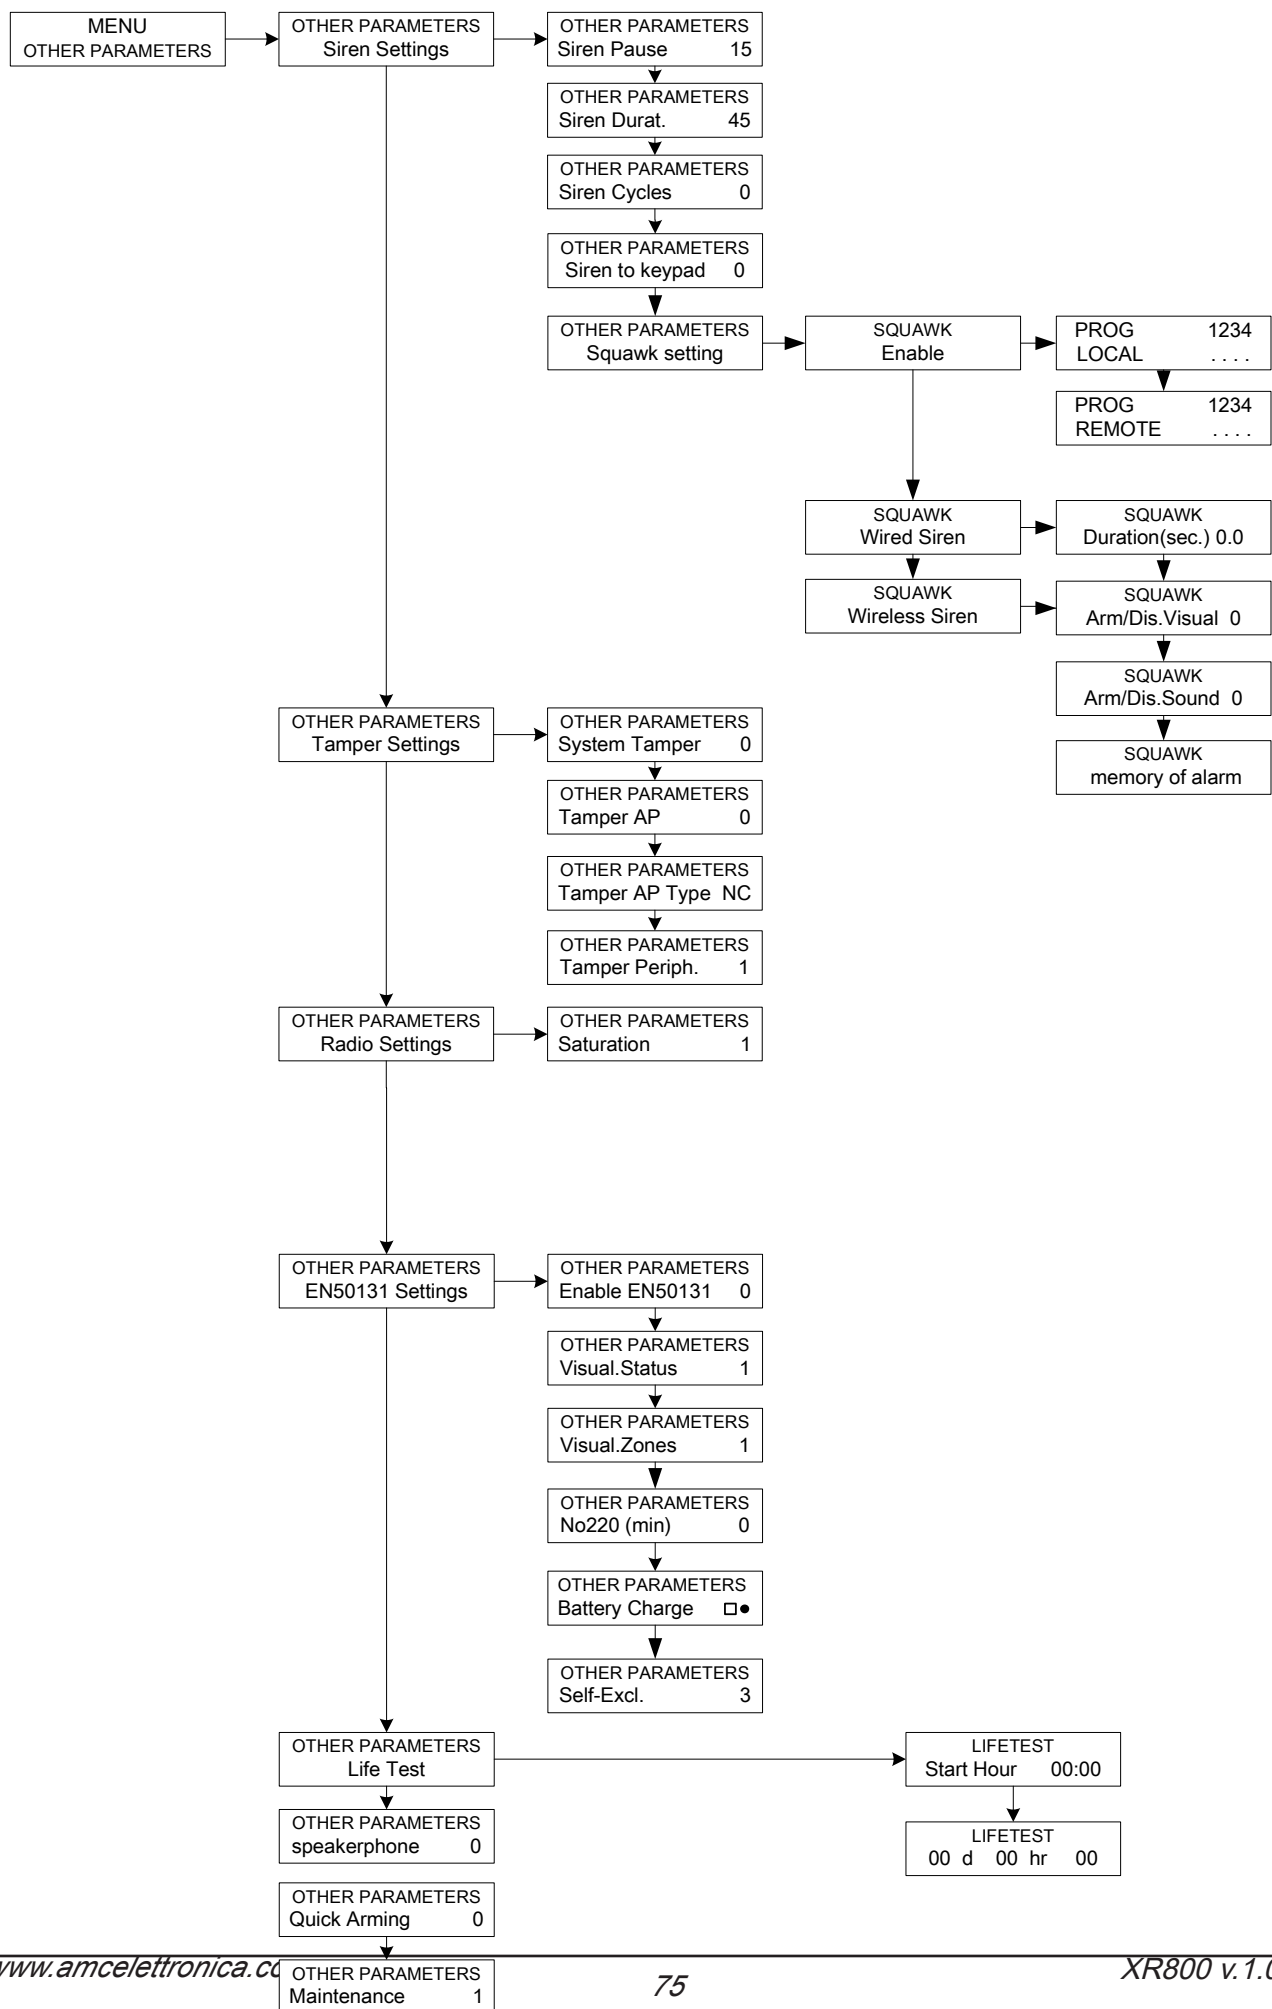 MENU
OTHER PARAMETERS
OTHER PARAMETERS
Siren Settings
OTHER PARAMETERS
Siren Pause 15
OTHER PARAMETERS
Siren Durat. 45
OTHER PARAMETERS
Siren Cycles 0
OTHER PARAMETERS
Siren to keypad 0
OTHER PARAMETERS
Squawk setting
SQUAWK
Enable
PROG 1234
LOCAL . . . .
PROG 1234
REMOTE . . . .
SQUAWK
Wired Siren
SQUAWK
Duration(sec.) 0.0
SQUAWK
Wireless Siren
SQUAWK
Arm/Dis.Visual 0
SQUAWK
Arm/Dis.Sound 0
SQUAWK
memory of alarm
OTHER PARAMETERS
Tamper Settings
OTHER PARAMETERS
System Tamper 0
OTHER PARAMETERS
Tamper AP 0
OTHER PARAMETERS
Tamper AP Type NC
OTHER PARAMETERS
Tamper Periph. 1
OTHER PARAMETERS
Radio Settings
OTHER PARAMETERS
Saturation 1
OTHER PARAMETERS
EN50131 Settings
OTHER PARAMETERS
Enable EN50131 0
OTHER PARAMETERS
Visual.Status 1
OTHER PARAMETERS
Visual.Zones 1
OTHER PARAMETERS
No220 (min) 0
OTHER PARAMETERS
Battery Charge □●
OTHER PARAMETERS
Self-Excl. 3
OTHER PARAMETERS
Life Test
LIFETEST
Start Hour 00:00
LIFETEST
00 d 00 hr 00
OTHER PARAMETERS
speakerphone 0
OTHER PARAMETERS
Quick Arming 0
OTHER PARAMETERS
Maintenance 1
www.amcelettronica.co
75
XR800 v.1.0